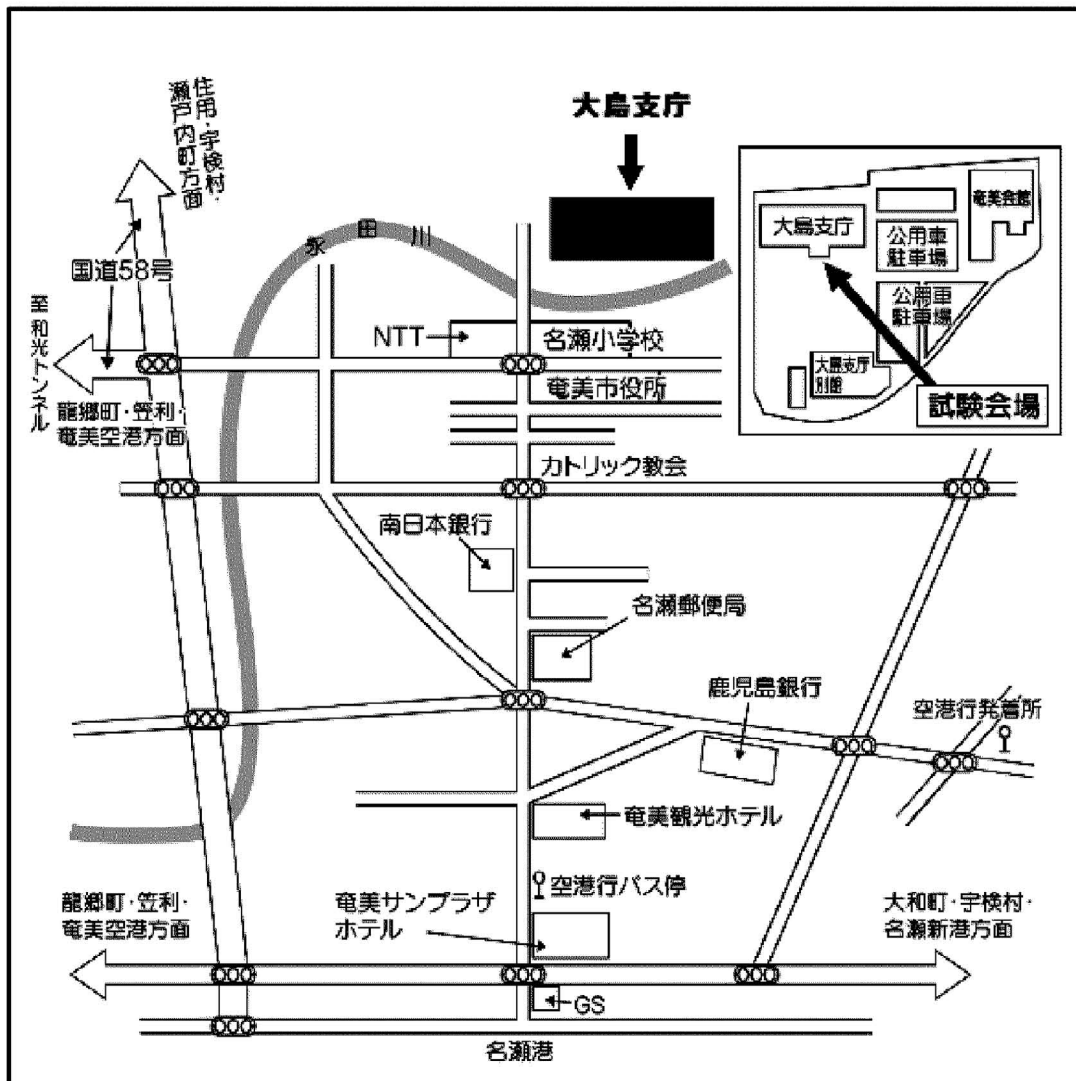 大島支庁
住用・宇検村・
瀬戸内町方面
永田川
国道58号
至 和光トンネル
NTT
名瀬小学校
奄美市役所
龍郷町・笠利・
奄美空港方面
カトリック教会
南日本銀行
名瀬郵便局
鹿児島銀行
空港行発着所
奄美観光ホテル
空港行バス停
龍郷町・笠利・
奄美空港方面
奄美サンプラザ
ホテル
大和町・宇検村・
名瀬新港方面
GS
名瀬港
奄美会館
大島支庁
公用車
駐車場
公用車
駐車場
大島支庁
別館
試験会場